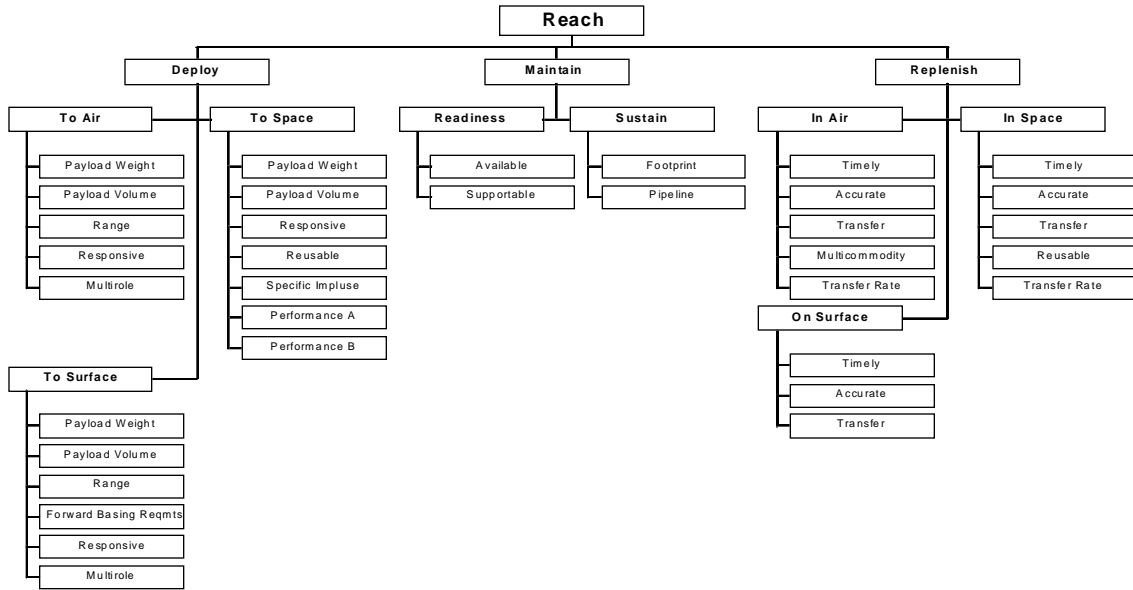 Reach
Deploy
Maintain
Replenish
To Air
To Space
Readiness
Sustain
In Air
In Space
Payload Weight
Payload Volume
Range
Responsive
Multirole
Payload Weight
Payload Volume
Responsive
Reusable
Specific Impluse
Performance A
Performance B
Available
Supportable
Footprint
Pipeline
Timely
Accurate
Transfer
Multicommodity
Transfer Rate
Timely
Accurate
Transfer
Reusable
Transfer Rate
On Surface
Timely
Accurate
Transfer
To Surface
Payload Weight
Payload Volume
Range
Forward Basing Reqmts
Responsive
Multirole